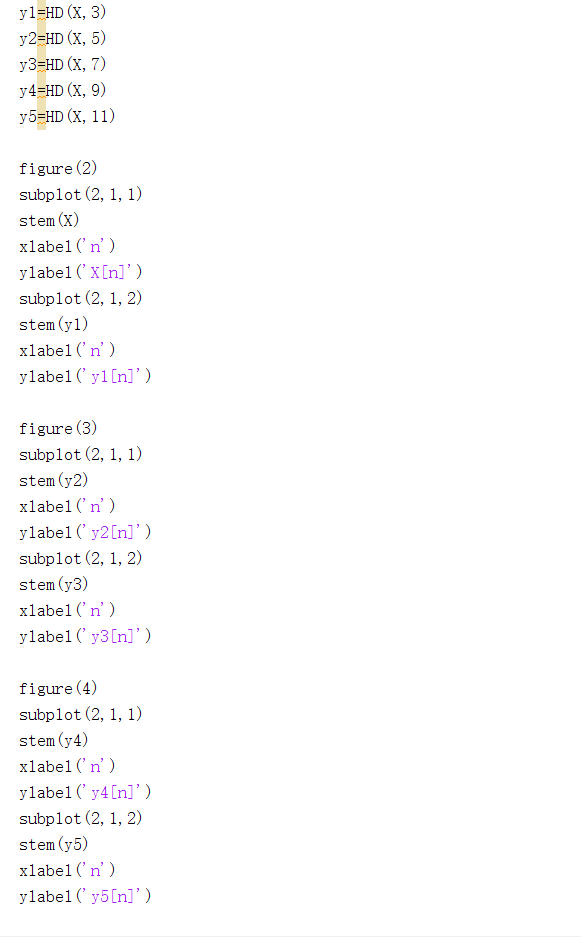 y1=HD(X,3)
y2=HD(X,5)
y3=HD(X,7)
y4=HD(X,9)
y5=HD(X,11)
figure(2)
subplot(2,1,1)
stem(X)
xlabel('n')
ylabel('X[n]')
subplot(2,1,2)
stem(y1)
xlabel('n')
ylabel('y1[n]')
figure(3)
subplot(2,1,1)
stem(y2)
xlabel('n')
ylabel('y2[n]')
subplot(2,1,2)
stem(y3)
xlabel('n')
ylabel('y3[n]')
figure(4)
subplot(2,1,1)
stem(y4)
xlabel('n')
ylabel('y4[n]')
subplot(2,1,2)
stem(y5)
xlabel('n')
ylabel('y5[n]')